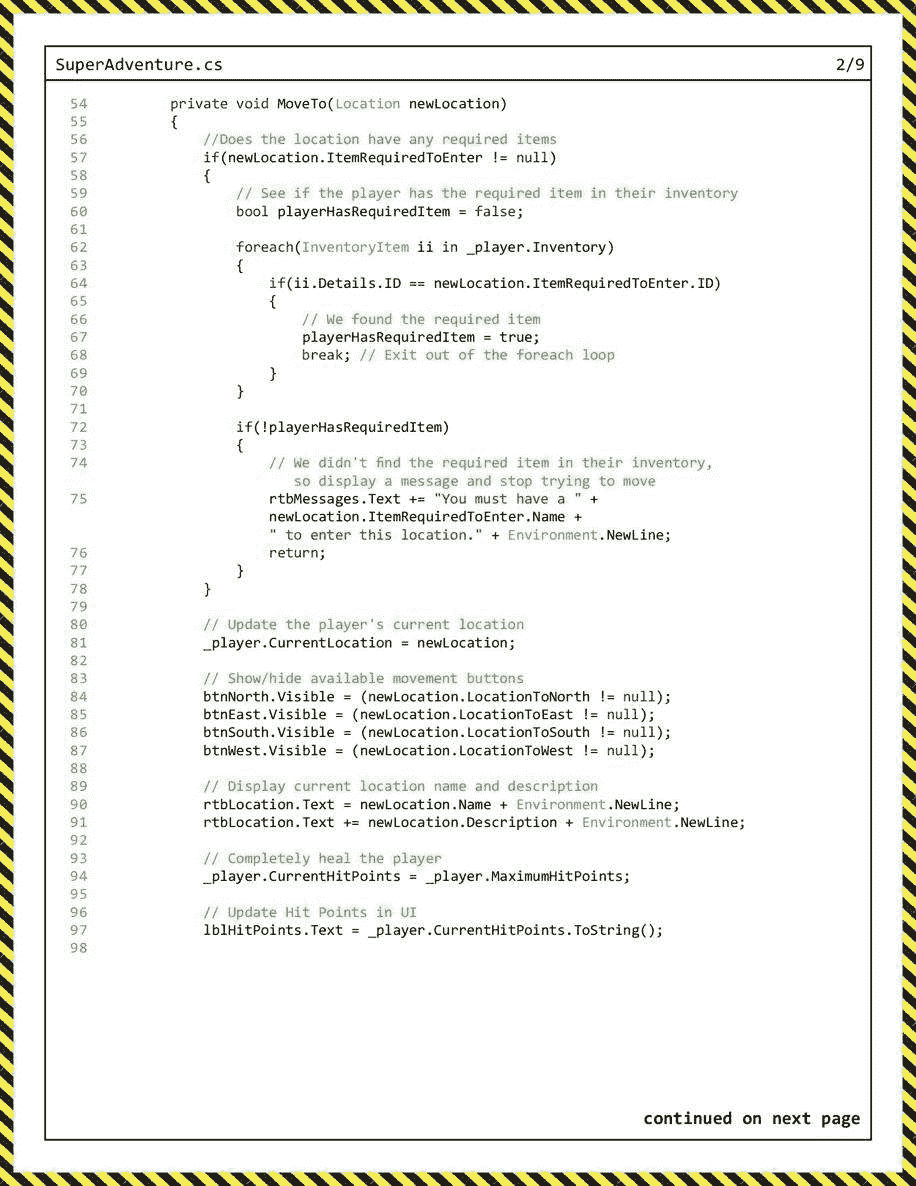 SuperAdventure.cs 2/9
54 private void MoveTo(Location newLocation)
55 {
56 //Does the location have any required items
57 if(newLocation.ItemRequiredToEnter != null)
58 {
59 // See if the player has the required item in their inventory
60 bool playerHasRequiredItem = false;
61
62 foreach(InventoryItem ii in _player.Inventory)
63 {
64 if(ii.Details.ID == newLocation.ItemRequiredToEnter.ID)
65 {
66 // We found the required item
67 playerHasRequiredItem = true;
68 break; // Exit out of the foreach loop
69 }
70 }
71
72 if(!playerHasRequiredItem)
73 {
74 // We didn't find the required item in their inventory,
so display a message and stop trying to move
75 rtbMessages.Text += "You must have a " +
newLocation.ItemRequiredToEnter.Name +
" to enter this location." + Environment.NewLine;
76 return;
77 }
78 }
79
80 // Update the player's current location
81 _player.CurrentLocation = newLocation;
82
83 // Show/hide available movement buttons
84 btnNorth.Visible = (newLocation.LocationToNorth != null);
85 btnEast.Visible = (newLocation.LocationToEast != null);
86 btnSouth.Visible = (newLocation.LocationToSouth != null);
87 btnWest.Visible = (newLocation.LocationToWest != null);
88
89 // Display current location name and description
90 rtbLocation.Text = newLocation.Name + Environment.NewLine;
91 rtbLocation.Text += newLocation.Description + Environment.NewLine;
92
93 // Completely heal the player
94 _player.CurrentHitPoints = _player.MaximumHitPoints;
95
96 // Update Hit Points in UI
97 lblHitPoints.Text = _player.CurrentHitPoints.ToString();
98
continued on next page